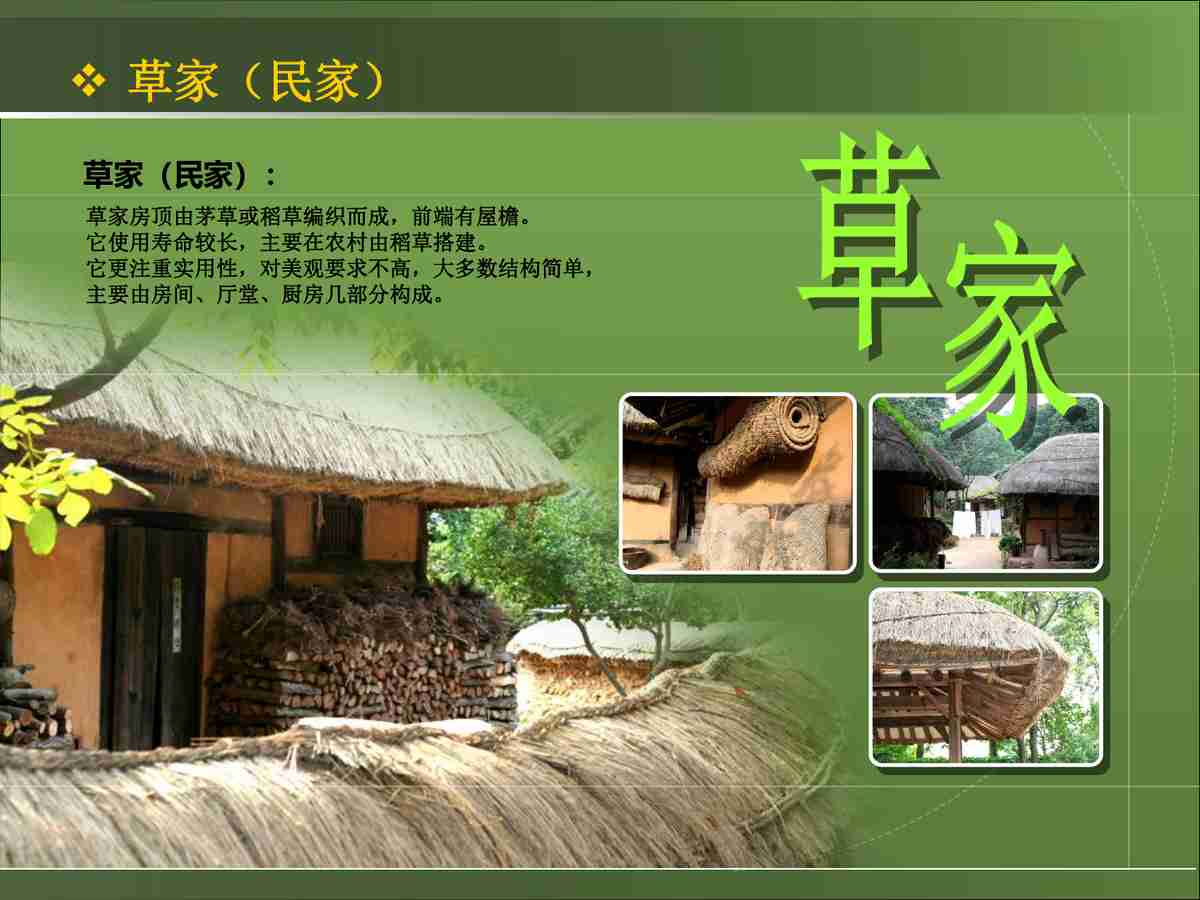 ❖ 草家（民家）
草家（民家）:
草家房顶由茅草或稻草编织而成，前端有屋檐。
它使用寿命较长，主要在农村由稻草搭建。
它更注重实用性，对美观要求不高，大多数结构简单，
主要由房间、厅堂、厨房几部分构成。
草家